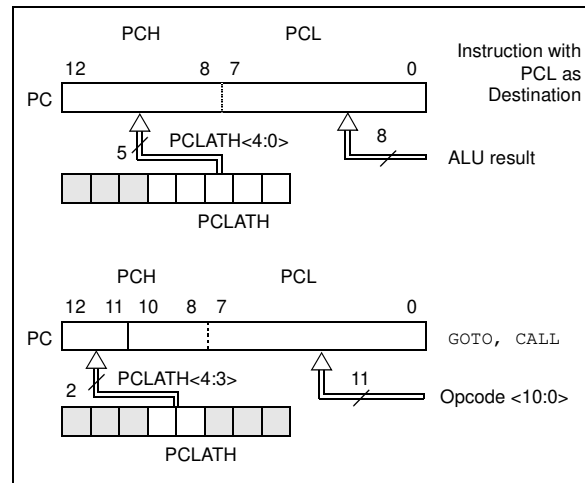 PCH PCL
12 8 7 0
Instruction with
PCL as
Destination
PC
5
PCLATH<4:0>
8
ALU result
PCLATH
PCH PCL
12 11 10 8 7 0
PC
GOTO, CALL
2
PCLATH<4:3>
11
Opcode <10:0>
PCLATH